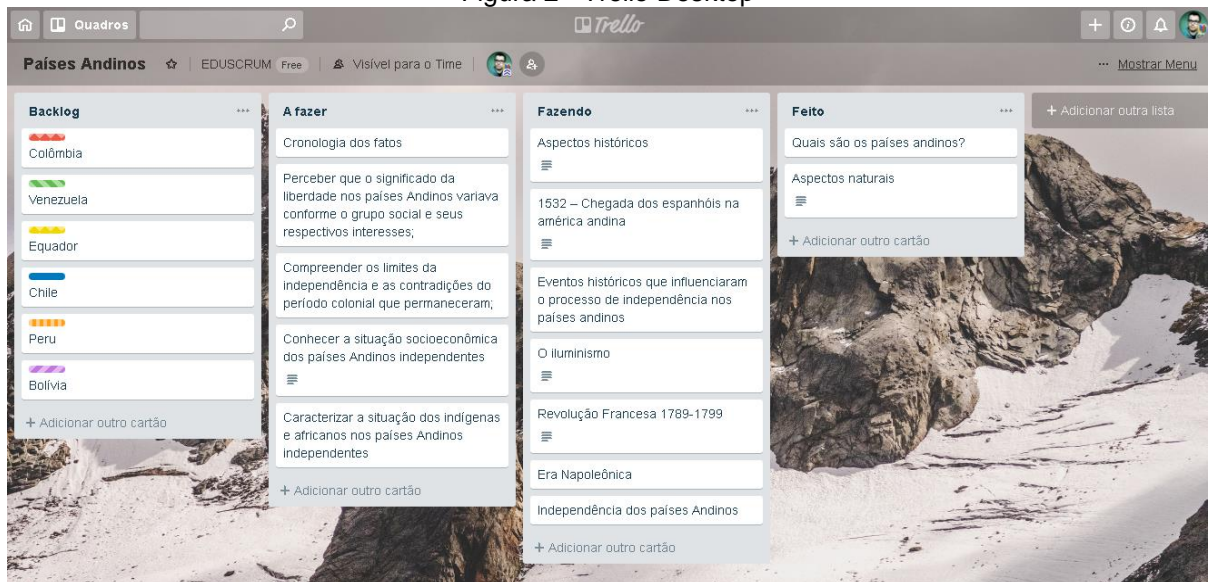 Figura 2 - Trello Desktop
Quadros
Trello
Países Andinos
EDUSCRUM Free
Visível para o Time
Mostrar Menu
Backlog
Colômbia
Venezuela
Equador
Chile
Peru
Bolívia
+ Adicionar outro cartão
A fazer
Cronologia dos fatos
Perceber que o significado da
liberdade nos países Andinos variava
conforme o grupo social e seus
respectivos interesses;
Compreender os limites da
independência e as contradições do
período colonial que permaneceram;
Conhecer a situação socioeconômica
dos países Andinos independentes
Caracterizar a situação dos indígenas
e africanos nos países Andinos
independentes
+ Adicionar outro cartão
Fazendo
Aspectos históricos
1532 – Chegada dos espanhóis na
américa andina
Eventos históricos que influenciaram
o processo de independência nos
países andinos
O iluminismo
Revolução Francesa 1789-1799
Era Napoleônica
Independência dos países Andinos
+ Adicionar outro cartão
Feito
Quais são os países andinos?
Aspectos naturais
+ Adicionar outro cartão
+ Adicionar outra lista